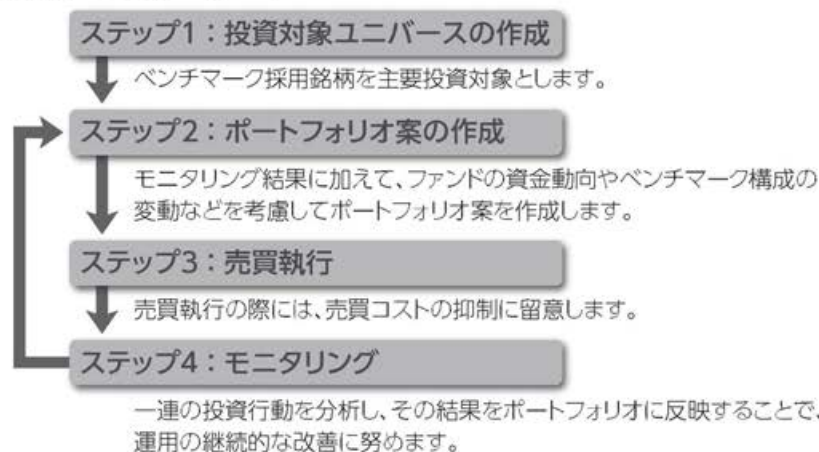 ステップ1：投資対象ユニバースの作成
ベンチマーク採用銘柄を主要投資対象とします。
ステップ2：ポートフォリオ案の作成
モニタリング結果に加えて、ファンドの資金動向やベンチマーク構成の
変動などを考慮してポートフォリオ案を作成します。
ステップ3：売買執行
売買執行の際には、売買コストの抑制に留意します。
ステップ4：モニタリング
一連の投資行動を分析し、その結果をポートフォリオに反映することで、
運用の継続的な改善に努めます。